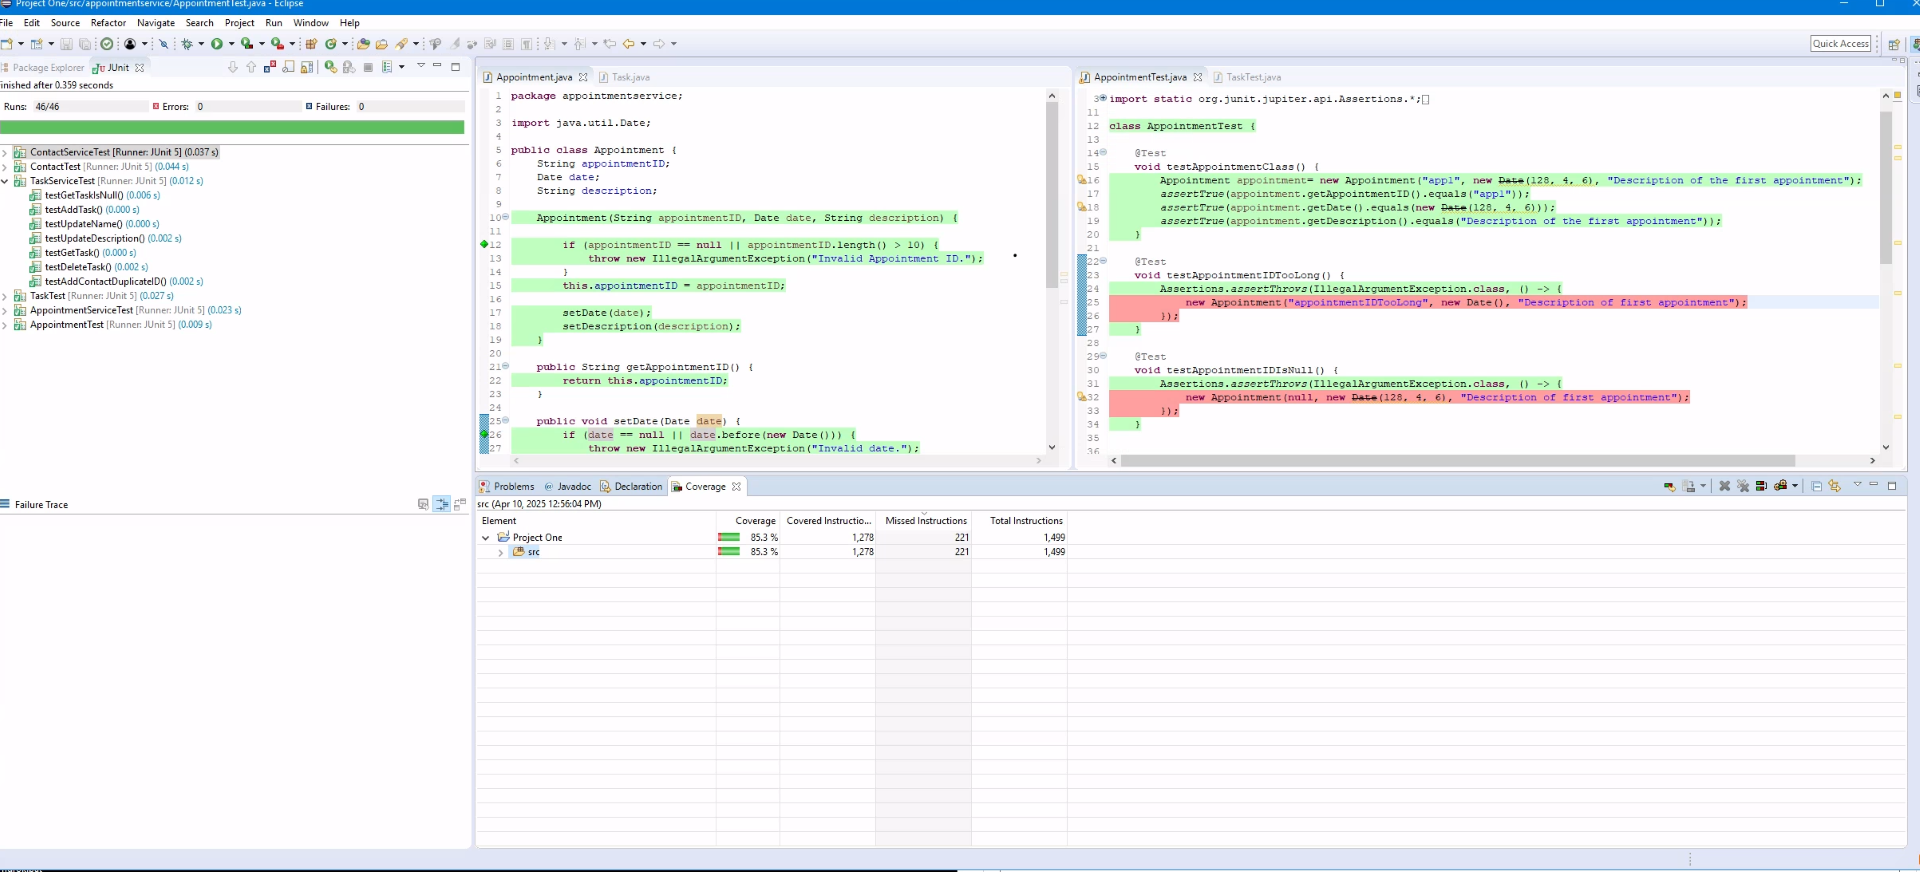 Project One/src/appointmentservice/AppointmentTest.java - Eclipse
File Edit Source Refactor Navigate Search Project Run Window Help
Quick Access
Package Explorer JUnit
Finished after 0.359 seconds
Runs: 46/46 Errors: 0 Failures: 0
ContactServiceTest [Runner: JUnit 5] (0.037 s)
ContactTest [Runner: JUnit 5] (0.044 s)
TaskServiceTest [Runner: JUnit 5] (0.012 s)
testGetTaskIsNull() (0.006 s)
testAddTask() (0.000 s)
testUpdateName() (0.000 s)
testUpdateDescription() (0.002 s)
testGetTask() (0.000 s)
testDeleteTask() (0.002 s)
testAddContactDuplicateID() (0.002 s)
TaskTest [Runner: JUnit 5] (0.027 s)
AppointmentServiceTest [Runner: JUnit 5] (0.023 s)
AppointmentTest [Runner: JUnit 5] (0.009 s)
Failure Trace
Appointment.java Task.java
1 package appointmentservice;
2
3 import java.util.Date;
4
5 public class Appointment {
6 String appointmentID;
7 Date date;
8 String description;
9
10 Appointment(String appointmentID, Date date, String description) {
11
12 if (appointmentID == null || appointmentID.length() > 10) {
13 throw new IllegalArgumentException("Invalid Appointment ID.");
14 }
15 this.appointmentID = appointmentID;
16
17 setDate(date);
18 setDescription(description);
19 }
20
21 public String getAppointmentID() {
22 return this.appointmentID;
23 }
24
25 public void setDate(Date date) {
26 if (date == null || date.before(new Date())) {
27 throw new IllegalArgumentException("Invalid date.");
AppointmentTest.java TaskTest.java
3 import static org.junit.jupiter.api.Assertions.*;
11
12 class AppointmentTest {
13
14 @Test
15 void testAppointmentClass() {
16 Appointment appointment= new Appointment("app1", new Date(128, 4, 6), "Description of the first appointment");
17 assertTrue(appointment.getAppointmentID().equals("app1"));
18 assertTrue(appointment.getDate().equals(new Date(128, 4, 6)));
19 assertTrue(appointment.getDescription().equals("Description of the first appointment"));
20 }
21
22 @Test
23 void testAppointmentIDTooLong() {
24 Assertions.assertThrows(IllegalArgumentException.class, () -> {
25 new Appointment("appointmentIDTooLong", new Date(), "Description of first appointment");
26 });
27 }
28
29 @Test
30 void testAppointmentIDIsNull() {
31 Assertions.assertThrows(IllegalArgumentException.class, () -> {
32 new Appointment(null, new Date(128, 4, 6), "Description of first appointment");
33 });
34 }
35
36
Problems Javadoc Declaration Coverage
src (Apr 10, 2025 12:56:04 PM)
Element Coverage Covered Instructio... Missed Instructions Total Instructions
Project One 85.3 % 1,278 221 1,499
src 85.3 % 1,278 221 1,499